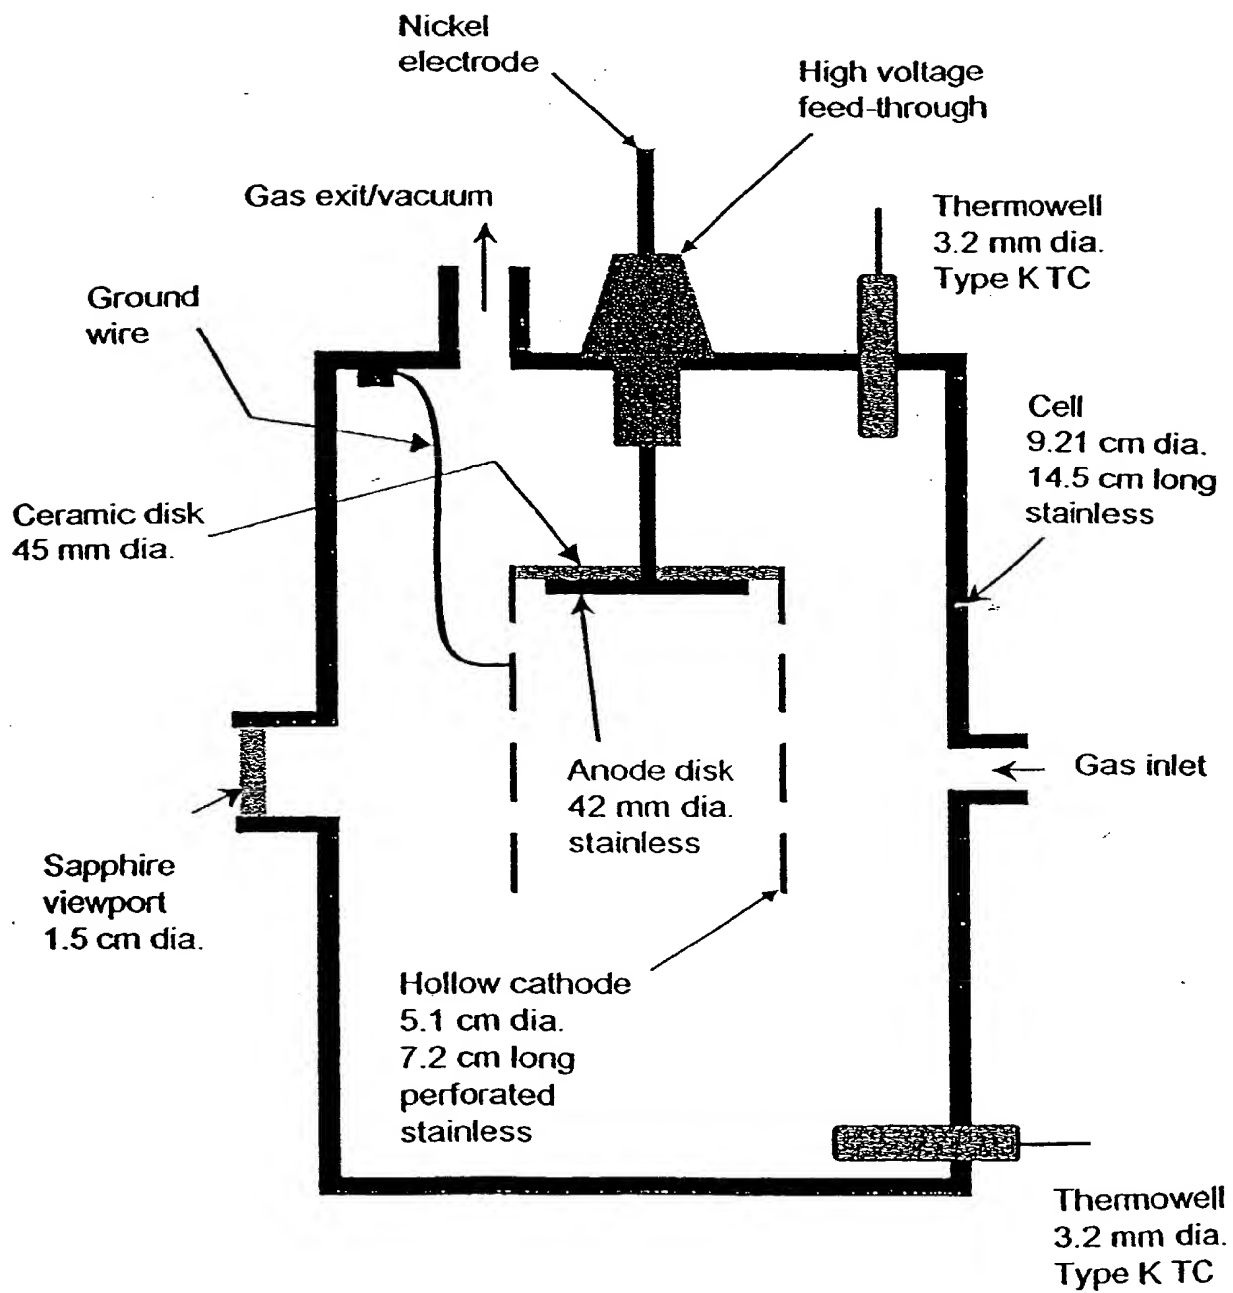 Nickel
electrode
High voltage
feed-through
Gas exit/vacuum
Thermowell
3.2 mm dia.
Type K TC
Ground
wire
Cell
9.21 cm dia.
14.5 cm long
stainless
Ceramic disk
45 mm dia.
Anode disk
42 mm dia.
stainless
Gas inlet
Sapphire
viewport
1.5 cm dia.
Hollow cathode
5.1 cm dia.
7.2 cm long
perforated
stainless
Thermowell
3.2 mm dia.
Type K TC